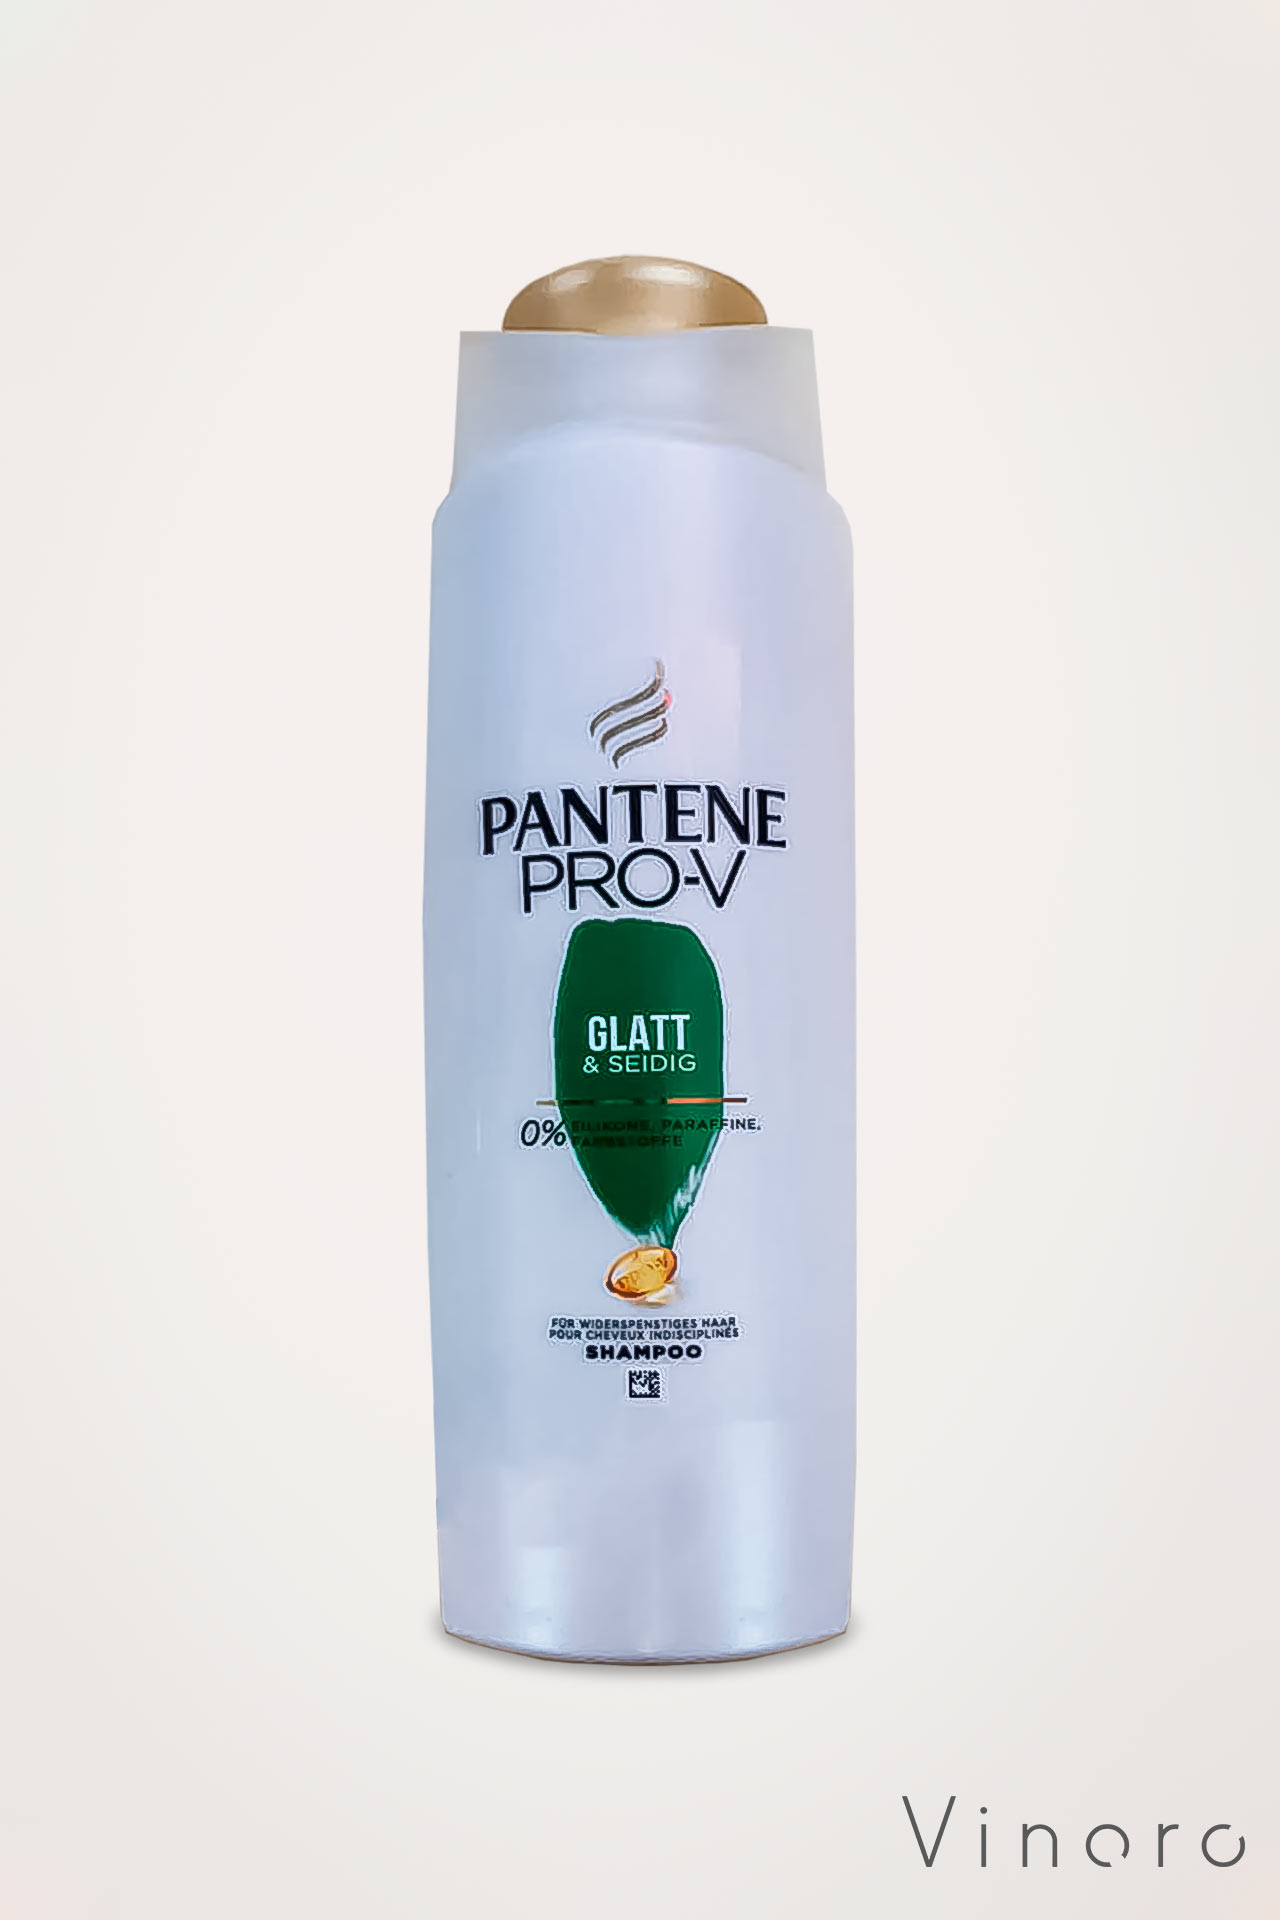 PANTENE
PRO-V
GLATT
& SEIDIG
0% SILIKONE, PARAFFINE,
FARBSTOFFE
FÜR WIDERSPENSTIGES HAAR
POUR CHEVEUX INDISCIPLINÉS
SHAMPOO
Vinoro